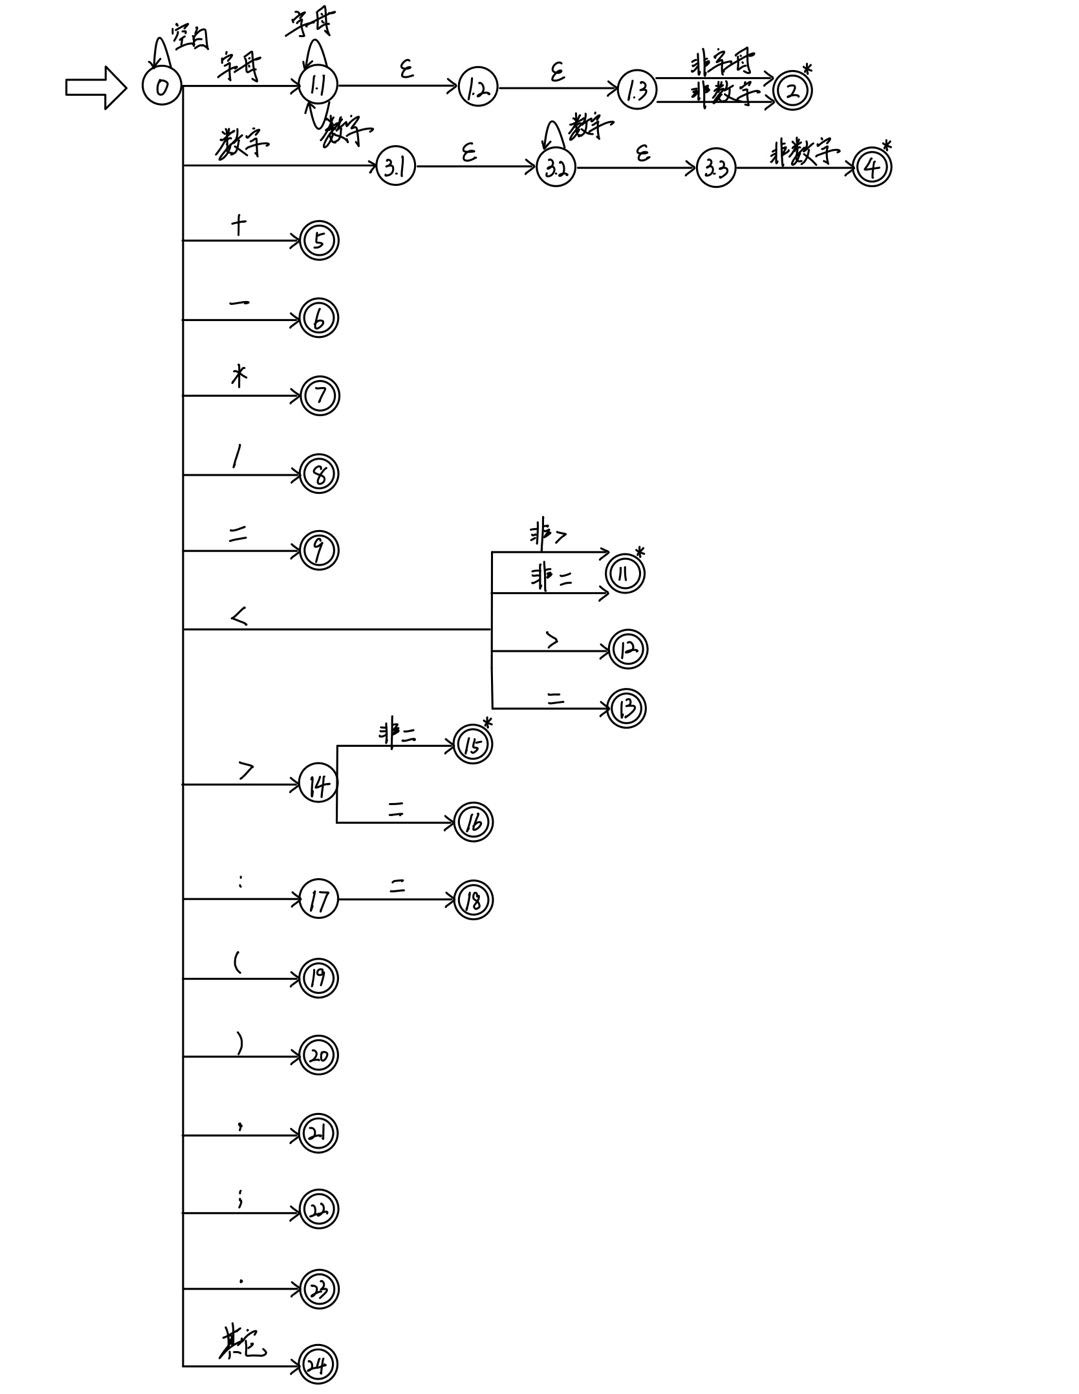 空白 字母
0 字母 1.1 ε 1.2 ε 1.3 非字母 2 *
数字 非数字
数字 3.1 ε 3.2 数字 ε 3.3 非数字 4 *
+ 5
- 6
* 7
/ 8
= 9
非> 11 *
非=
<
> 12
= 13
非= 15 *
> 14
= 16
: 17 = 18
( 19
) 20
, 21
; 22
. 23
其它 24